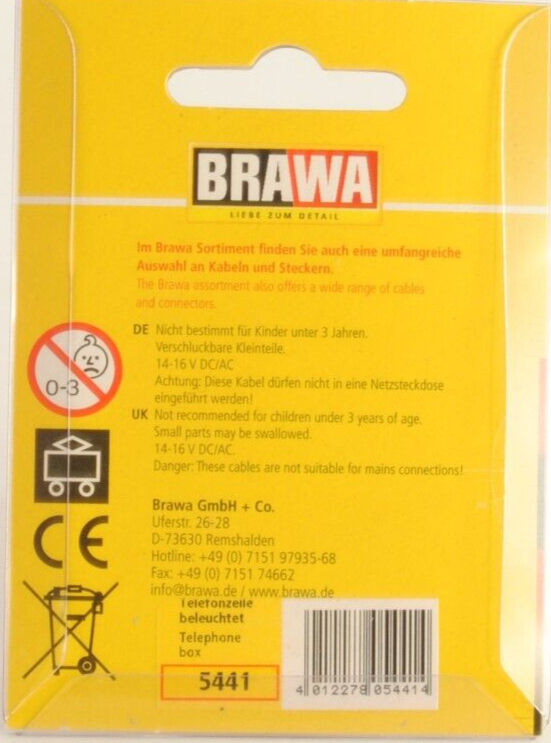 BRAWA
LIEBE ZUM DETAIL
Im Brawa Sortiment finden Sie auch eine umfangreiche
Auswahl an Kabeln und Steckern.
The Brawa assortment also offers a wide range of cables
and connectors.
DE Nicht bestimmt für Kinder unter 3 Jahren.
Verschluckbare Kleinteile.
14-16 V DC/AC
Achtung: Diese Kabel dürfen nicht in eine Netzsteckdose
eingeführt werden!
UK Not recommended for children under 3 years of age.
Small parts may be swallowed.
14-16 V DC/AC.
Danger: These cables are not suitable for mains connections!
0-3
CE
Brawa GmbH + Co.
Uferstr. 26-28
D-73630 Remshalden
Hotline: +49 (0) 7151 97935-68
Fax: +49 (0) 7151 74662
info@brawa.de / www.brawa.de
Telefonzelle
beleuchtet
Telephone
box
5441
4 012278 054414